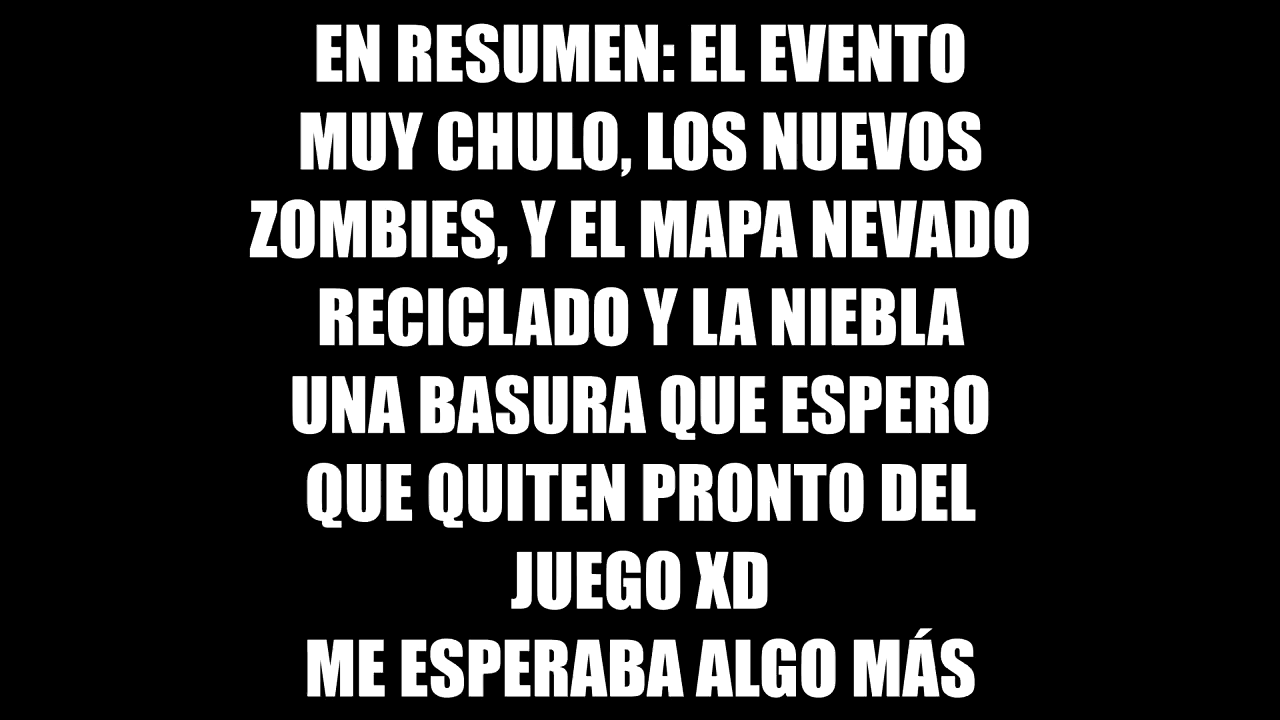 EN RESUMEN: EL EVENTO
MUY CHULO, LOS NUEVOS
ZOMBIES, Y EL MAPA NEVADO
RECICLADO Y LA NIEBLA
UNA BASURA QUE ESPERO
QUE QUITEN PRONTO DEL
JUEGO XD
ME ESPERABA ALGO MÁS